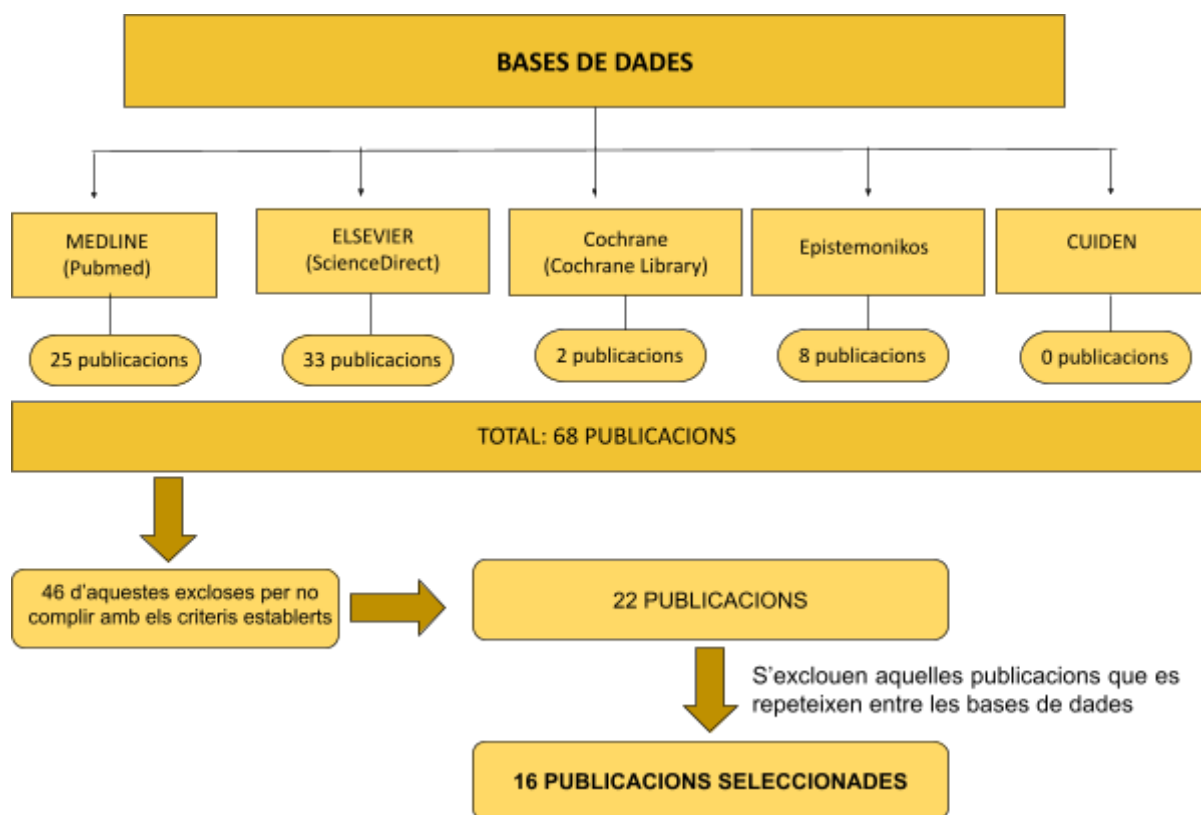 BASES DE DADES
MEDLINE
(Pubmed)
ELSEVIER
(ScienceDirect)
Cochrane
(Cochrane Library)
Epistemonikos
CUIDEN
25 publicacions
33 publicacions
2 publicacions
8 publicacions
0 publicacions
TOTAL: 68 PUBLICACIONS
46 d'aquestes excloses per no
complir amb els criteris establerts
22 PUBLICACIONS
S'exclouen aquelles publicacions que es
repeteixen entre les bases de dades
16 PUBLICACIONS SELECCIONADES